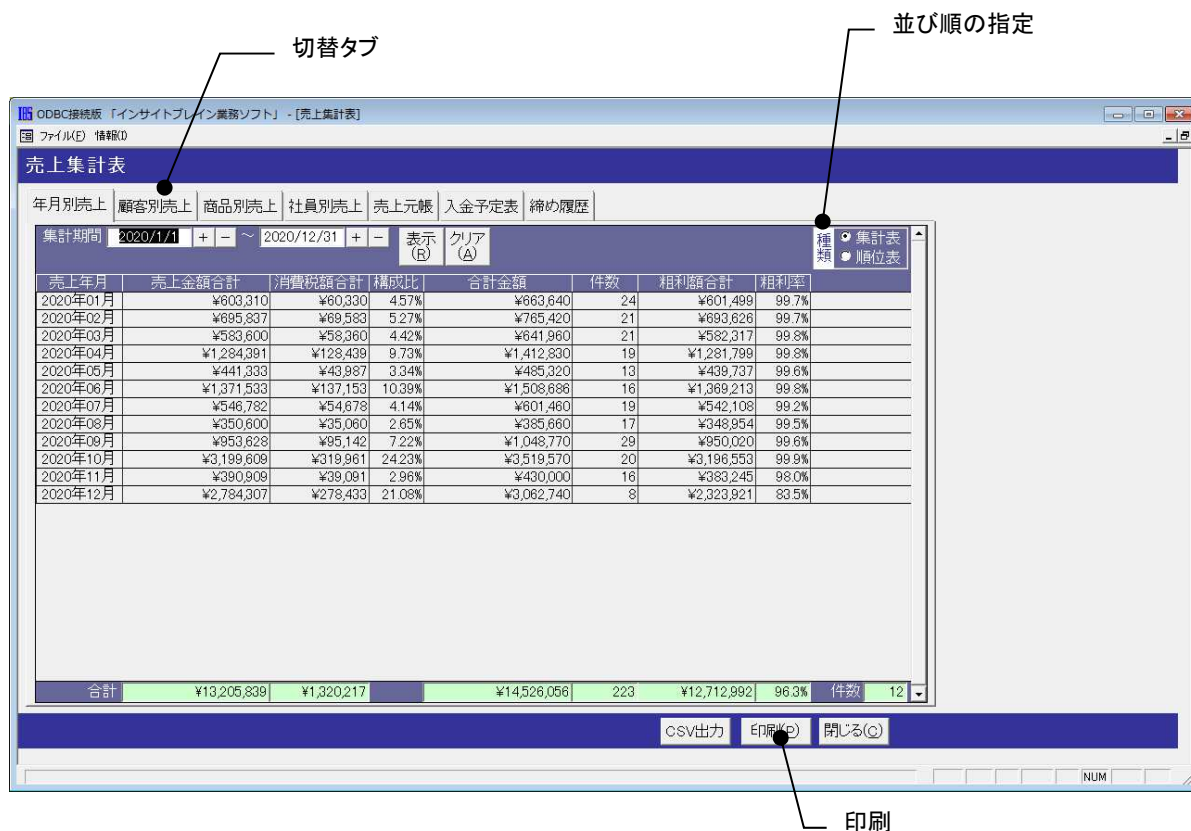 並び順の指定
切替タブ
ODBC接続版 「インサイトブレイン業務ソフト」 - [売上集計表]
ファイル(F) 情報(I)
売上集計表
年月別売上 顧客別売上 商品別売上 社員別売上 売上元帳 入金予定表 締め履歴
集計期間 2020/1/1 + - ～ 2020/12/31 + - 表示(R) クリア(A) 種類 集計表 順位表
売上年月 売上金額合計 消費税額合計 構成比 合計金額 件数 粗利額合計 粗利率
2020年01月 ¥603,310 ¥60,330 4.57% ¥663,640 24 ¥601,499 99.7%
2020年02月 ¥695,837 ¥69,583 5.27% ¥765,420 21 ¥693,626 99.7%
2020年03月 ¥583,600 ¥58,360 4.42% ¥641,960 21 ¥582,317 99.8%
2020年04月 ¥1,284,391 ¥128,439 9.73% ¥1,412,830 19 ¥1,281,799 99.8%
2020年05月 ¥441,333 ¥43,987 3.34% ¥485,320 13 ¥439,737 99.6%
2020年06月 ¥1,371,533 ¥137,153 10.39% ¥1,508,686 16 ¥1,369,213 99.8%
2020年07月 ¥546,782 ¥54,678 4.14% ¥601,460 19 ¥542,108 99.2%
2020年08月 ¥350,600 ¥35,060 2.65% ¥385,660 17 ¥348,954 99.5%
2020年09月 ¥953,628 ¥95,142 7.22% ¥1,048,770 29 ¥950,020 99.6%
2020年10月 ¥3,199,609 ¥319,961 24.23% ¥3,519,570 20 ¥3,196,553 99.9%
2020年11月 ¥390,909 ¥39,091 2.96% ¥430,000 16 ¥383,245 98.0%
2020年12月 ¥2,784,307 ¥278,433 21.08% ¥3,062,740 8 ¥2,323,921 83.5%
合計 ¥13,205,839 ¥1,320,217 ¥14,526,056 223 ¥12,712,992 96.3% 件数 12
CSV出力 印刷(P) 閉じる(C)
NUM
印刷